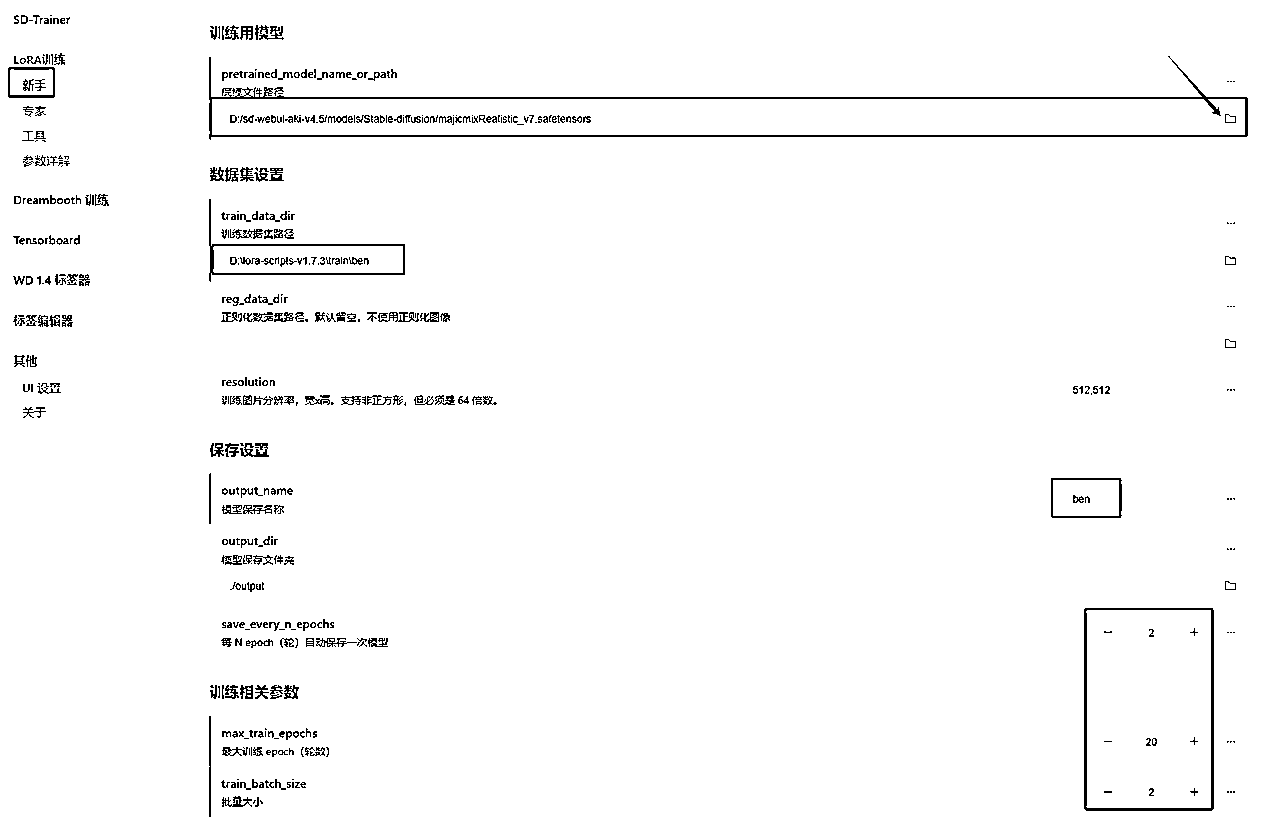 SD-Trainer
LoRA训练
新手
专家
工具
参数详解
Dreambooth 训练
Tensorboard
WD 1.4 标签器
标签编辑器
其他
UI 设置
关于
训练用模型
pretrained_model_name_or_path
底模文件路径
D:/sd-webui-aki-v4.5/models/Stable-diffusion/majicmixRealistic_v7.safetensors
数据集设置
train_data_dir
训练数据集路径
D:\lora-scripts-v1.7.3\train\ben
reg_data_dir
正则化数据集路径。默认留空，不使用正则化图像
resolution
训练图片分辨率，宽x高。支持非正方形，但必须是 64 倍数。
512,512
保存设置
output_name
模型保存名称
ben
output_dir
模型保存文件夹
./output
save_every_n_epochs
每 N epoch（轮）自动保存一次模型
2
训练相关参数
max_train_epochs
最大训练 epoch（轮数）
20
train_batch_size
批量大小
2